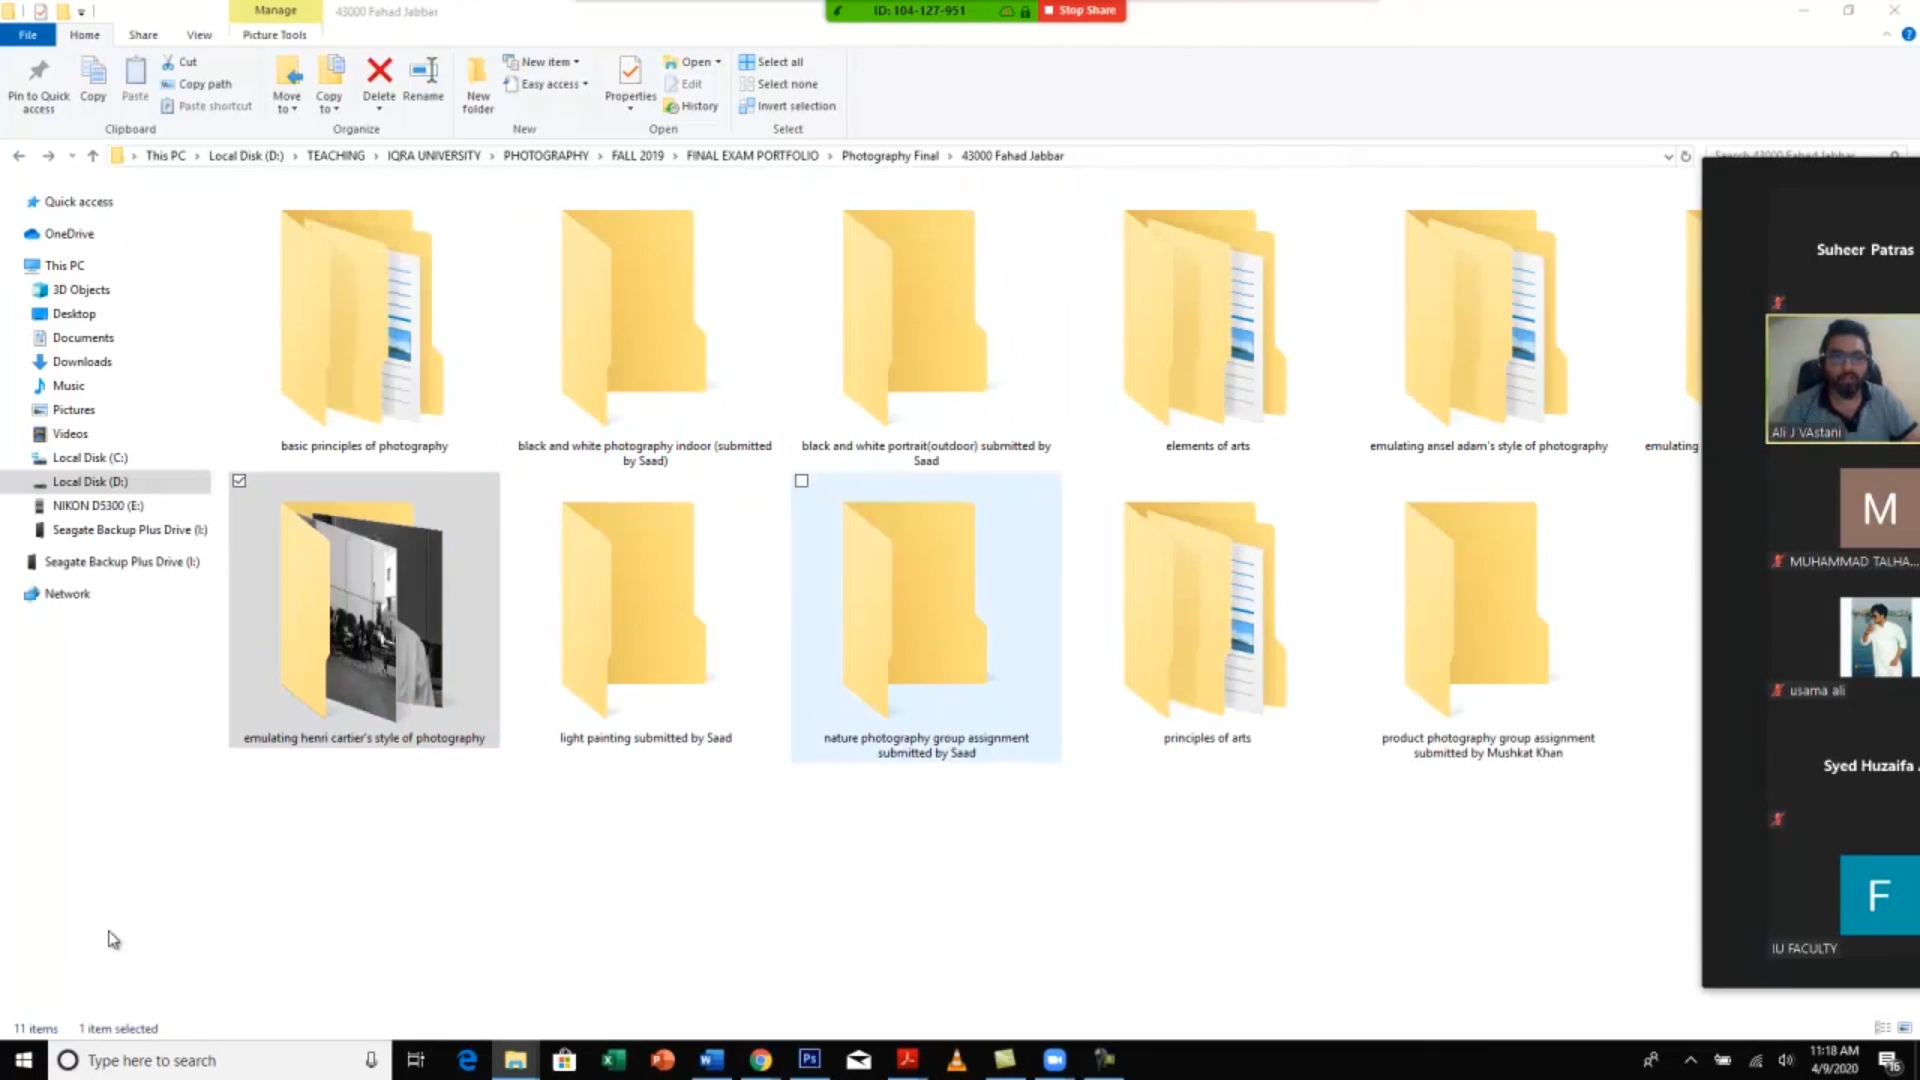 Manage
43000 Fahad Jabbar
ID: 104-127-951
Stop Share
File
Home
Share
View
Picture Tools
Pin to Quick
access
Copy
Paste
Cut
Copy path
Paste shortcut
Clipboard
Move
to
Copy
to
Delete
Rename
Organize
New
folder
New item
Easy access
New
Properties
Open
Edit
History
Open
Select all
Select none
Invert selection
Select
This PC
Local Disk (D:)
TEACHING
IQRA UNIVERSITY
PHOTOGRAPHY
FALL 2019
FINAL EXAM PORTFOLIO
Photography Final
43000 Fahad Jabbar
Search 43000 Fahad Jabbar
Quick access
OneDrive
This PC
3D Objects
Desktop
Documents
Downloads
Music
Pictures
Videos
Local Disk (C:)
Local Disk (D:)
NIKON D5300 (E:)
Seagate Backup Plus Drive (I:)
Seagate Backup Plus Drive (I:)
Network
basic principles of photography
black and white photography indoor (submitted
by Saad)
black and white portrait(outdoor) submitted by
Saad
elements of arts
emulating ansel adam's style of photography
emulating
emulating henri cartier's style of photography
light painting submitted by Saad
nature photography group assignment
submitted by Saad
principles of arts
product photography group assignment
submitted by Mushkat Khan
Suheer Patras
Ali J VAstani
M
MUHAMMAD TALHA...
usama ali
Syed Huzaifa
F
IU FACULTY
11 items
1 item selected
Type here to search
Ps
11:18 AM
4/9/2020
16